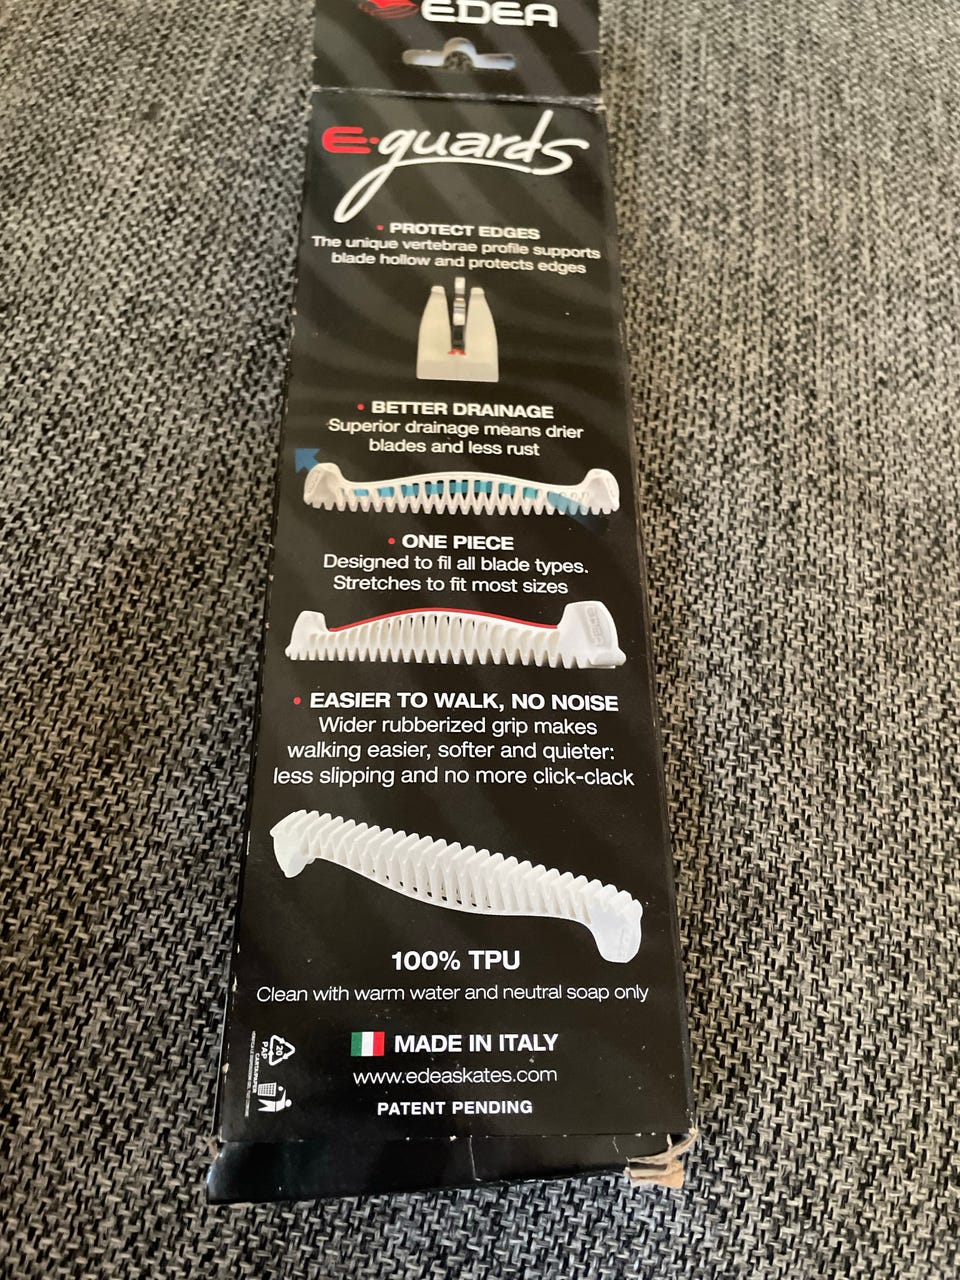 EDEA
E-guards
• PROTECT EDGES
The unique vertebrae profile supports
blade hollow and protects edges
• BETTER DRAINAGE
Superior drainage means drier
blades and less rust
• ONE PIECE
Designed to fil all blade types.
Stretches to fit most sizes
edea
• EASIER TO WALK, NO NOISE
Wider rubberized grip makes
walking easier, softer and quieter:
less slipping and no more click-clack
100% TPU
Clean with warm water and neutral soap only
MADE IN ITALY
www.edeaskates.com
PATENT PENDING
20
PAP